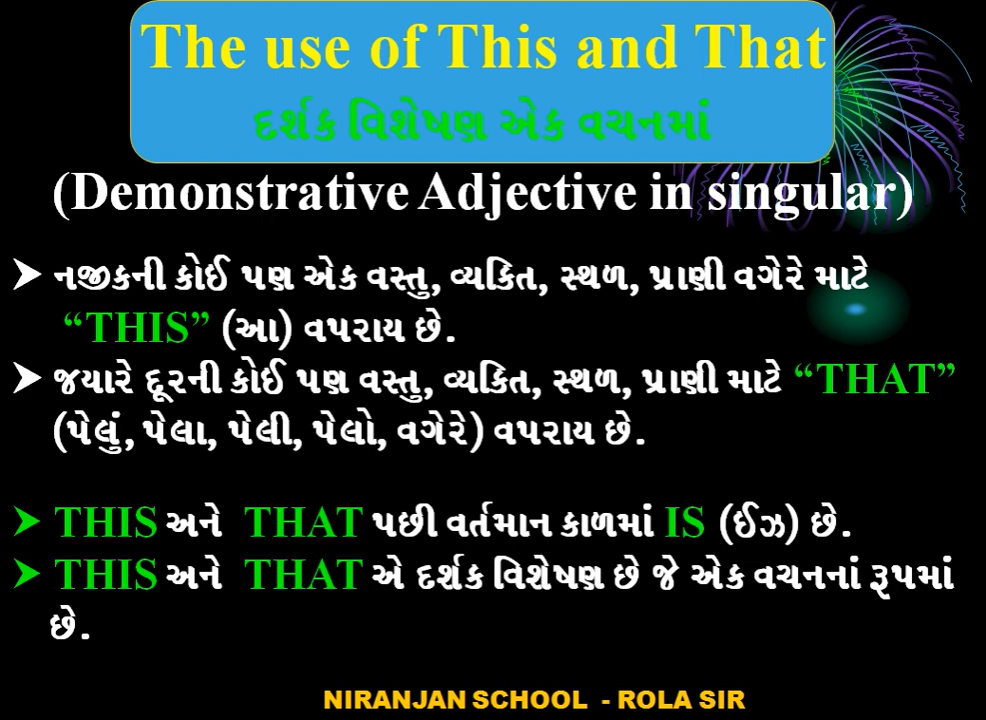 The use of This and That
દર્શક વિશેષણ એક વચનમાં
(Demonstrative Adjective in singular)
➢ નજીકની કોઈ પણ એક વસ્તુ, વ્યકિત, સ્થળ, પ્રાણી વગેરે માટે
“THIS” (આ) વપરાય છે.
➢ જયારે દૂરની કોઈ પણ વસ્તુ, વ્યકિત, સ્થળ, પ્રાણી માટે “THAT”
(પેલું, પેલા, પેલી, પેલો, વગેરે) વપરાય છે.
➢ THIS અને THAT પછી વર્તમાન કાળમાં IS (ઈઝ) છે.
➢ THIS અને THAT એ દર્શક વિશેષણ છે જે એક વચનનાં રૂપમાં
છે.
NIRANJAN SCHOOL - ROLA SIR